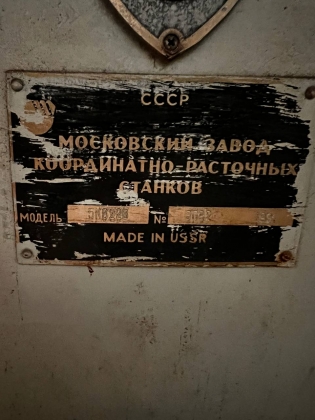 СССР
МОСКОВСКИЙ ЗАВОД
КООРДИНАТНО-РАСТОЧНЫХ
СТАНКОВ
МОДЕЛЬ №
MADE IN USSR